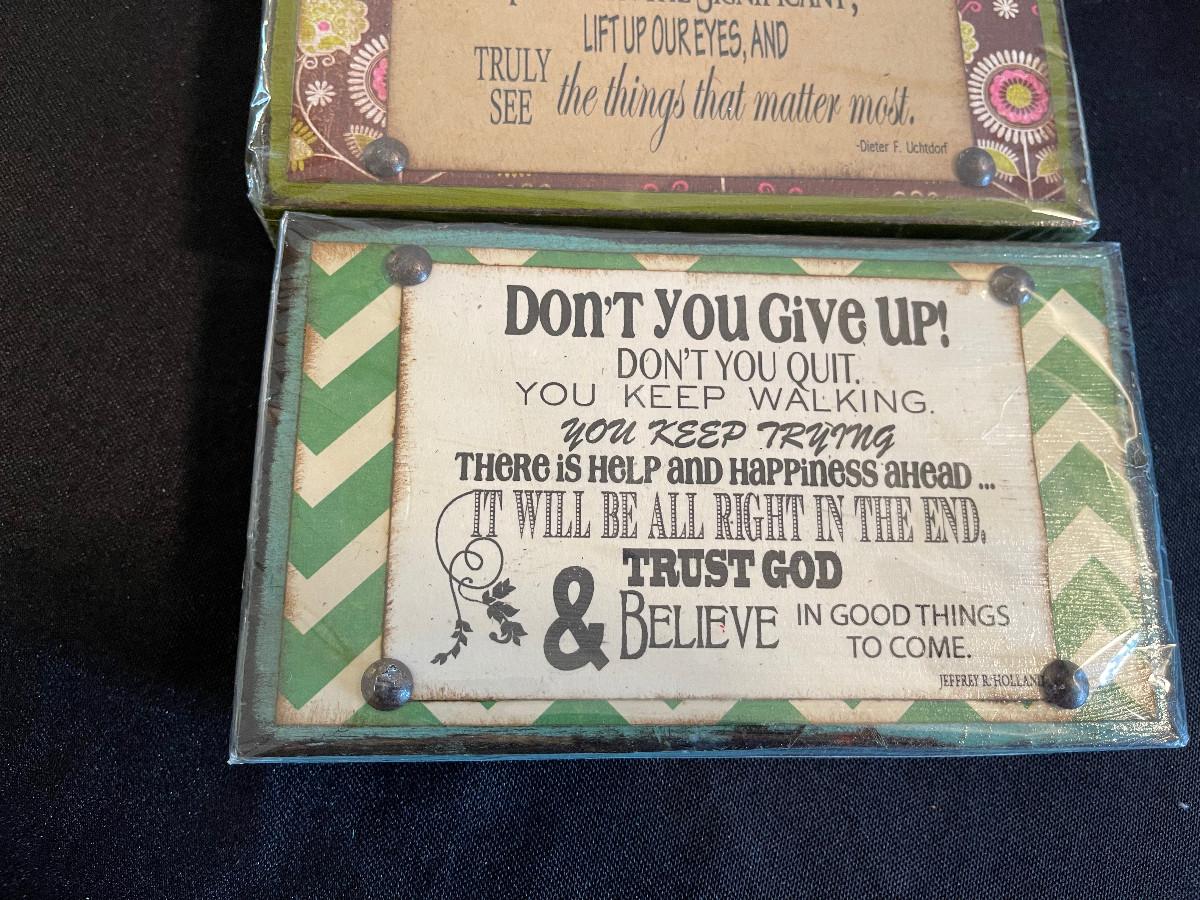 THE SIGNIFICANT,
LIFT UP OUR EYES, AND
TRULY SEE the things that matter most.
-Dieter F. Uchtdorf
DON'T YOU GIVE UP!
DON'T YOU QUIT.
YOU KEEP WALKING.
YOU KEEP TRYING
THERE IS HELP AND HAPPINESS AHEAD ...
IT WILL BE ALL RIGHT IN THE END.
TRUST GOD
& BELIEVE IN GOOD THINGS
TO COME.
JEFFREY R. HOLLAND